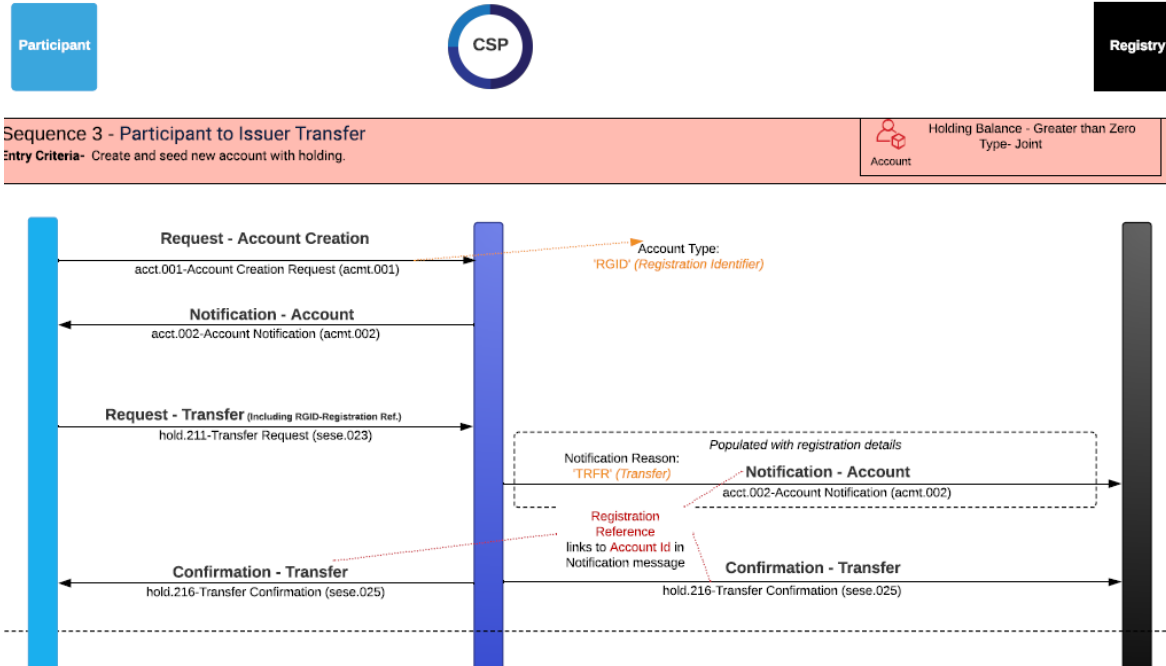 Participant
CSP
Registry
Sequence 3 - Participant to Issuer Transfer
Entry Criteria- Create and seed new account with holding.
Account
Holding Balance - Greater than Zero
Type- Joint
Request - Account Creation
acct.001-Account Creation Request (acmt.001)
Account Type:
'RGID' (Registration Identifier)
Notification - Account
acct.002-Account Notification (acmt.002)
Request - Transfer (Including RGID-Registration Ref.)
hold.211-Transfer Request (sese.023)
Populated with registration details
Notification Reason:
'TRFR' (Transfer)
Notification - Account
acct.002-Account Notification (acmt.002)
Registration
Reference
links to Account Id in
Notification message
Confirmation - Transfer
hold.216-Transfer Confirmation (sese.025)
Confirmation - Transfer
hold.216-Transfer Confirmation (sese.025)